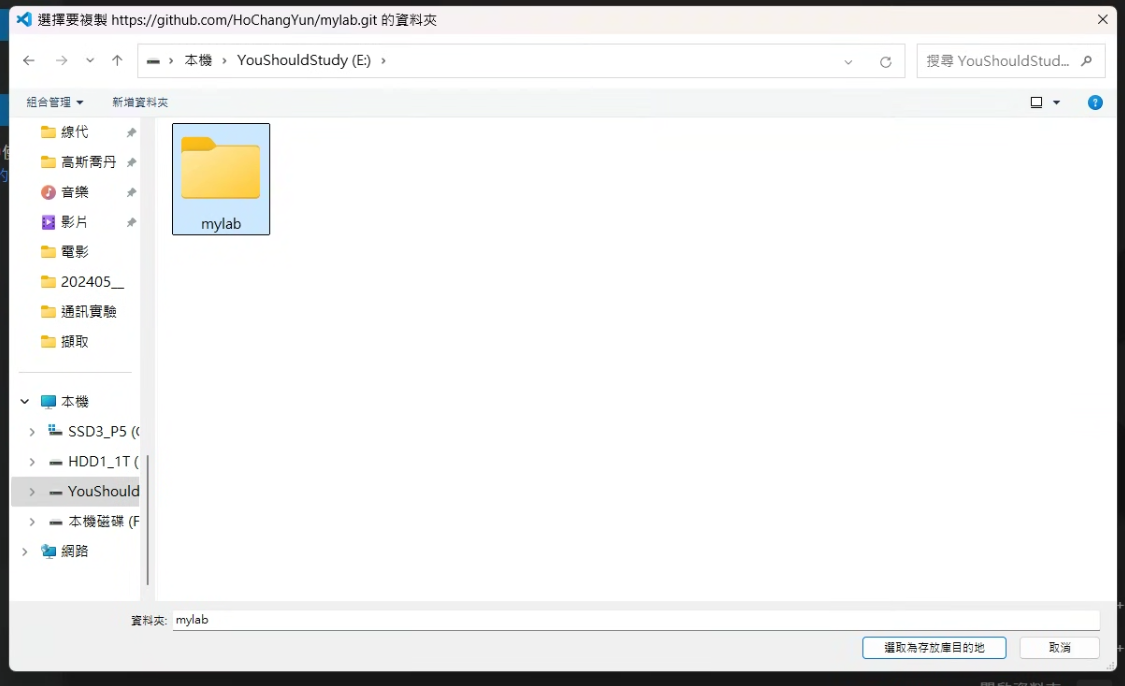 選擇要複製 https://github.com/HoChangYun/mylab.git 的資料夾
本機 › YouShouldStudy (E:) ›
搜尋 YouShouldStud...
組合管理
新增資料夾
線代
高斯喬丹
音樂
影片
電影
202405__
通訊實驗
擷取
本機
SSD3_P5 (
HDD1_1T (
YouShould
本機磁碟 (F
網路
mylab
資料夾: mylab
選取為存放庫目的地
取消